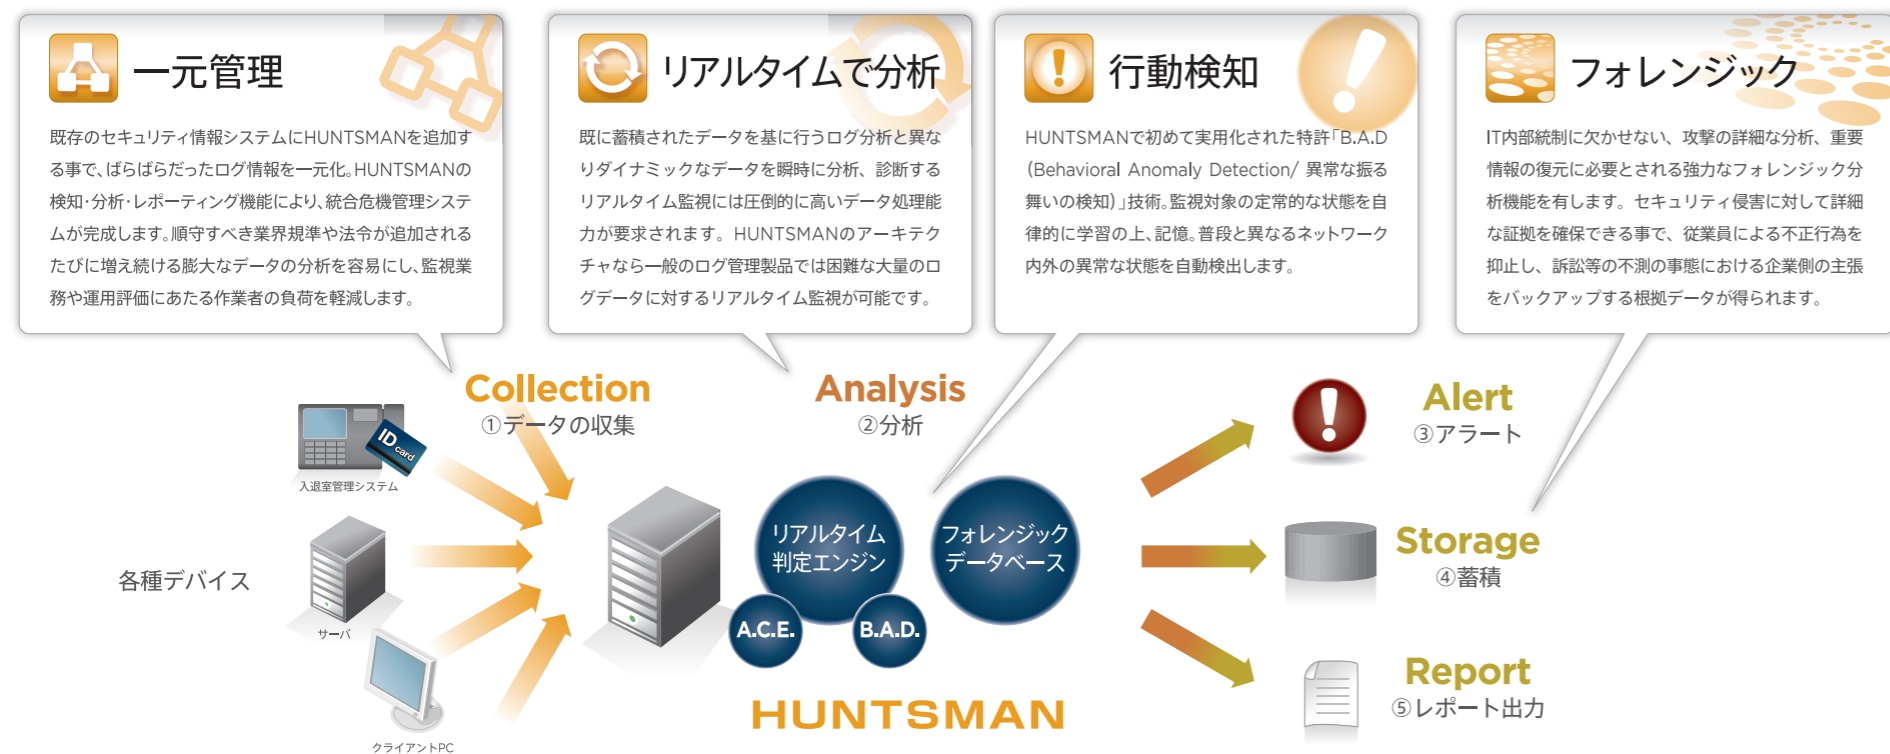 一元管理
既存のセキュリティ情報システムにHUNTSMANを追加す
る事で、ばらばらだったログ情報を一元化。HUNTSMANの
検知・分析・レポーティング機能により、統合危機管理システ
ムが完成します。順守すべき業界規準や法令が追加される
たびに増え続ける膨大なデータの分析を容易にし、監視業
務や運用評価にあたる作業者の負荷を軽減します。
リアルタイムで分析
既に蓄積されたデータを基に行うログ分析と異な
りダイナミックなデータを瞬時に分析、診断する
リアルタイム監視には圧倒的に高いデータ処理能
力が要求されます。HUNTSMANのアーキテク
チャなら一般のログ管理製品では困難な大量のロ
グデータに対するリアルタイム監視が可能です。
行動検知
HUNTSMANで初めて実用化された特許「B.A.D
（Behavioral Anomaly Detection/ 異常な振る
舞いの検知）」技術。監視対象の定常的な状態を自
律的に学習の上、記憶。普段と異なるネットワーク
内外の異常な状態を自動検出します。
フォレンジック
IT内部統制に欠かせない、攻撃の詳細な分析、重要
情報の復元に必要とされる強力なフォレンジック分
析機能を有します。セキュリティ侵害に対して詳細
な証拠を確保できる事で、従業員による不正行為を
抑止し、訴訟等の不測の事態における企業側の主張
をバックアップする根拠データが得られます。
Collection
①データの収集
Analysis
②分析
Alert
③アラート
ID card
入退室管理システム
各種デバイス
サーバ
クライアントPC
リアルタイム
判定エンジン
フォレンジック
データベース
A.C.E.
B.A.D.
HUNTSMAN
Storage
④蓄積
Report
⑤レポート出力